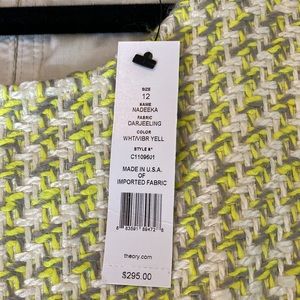 SIZE
12
NAME
NADEEKA
FABRIC
DARJEELING
COLOR
WHT/VBR YELL
STYLE #
C1109601
MADE IN U.S.A.
OF
IMPORTED FABRIC
theory.com
$295.00